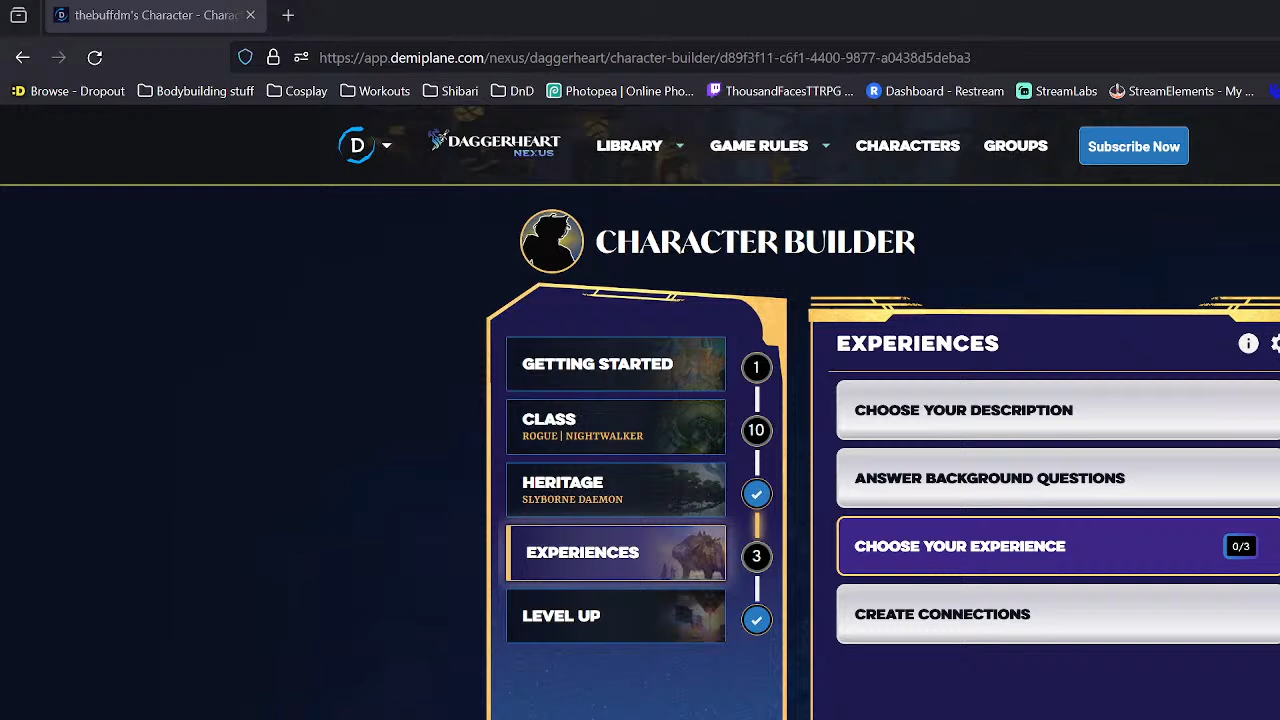 thebuffdm's Character - Charac
https://app.demiplane.com/nexus/daggerheart/character-builder/d89f3f11-c6f1-4400-9877-a0438d5deba3
:D Browse - Dropout Bodybuilding stuff Cosplay Workouts Shibari DnD Photopea | Online Pho... ThousandFacesTTRPG ... R Dashboard - Restream StreamLabs StreamElements - My ...
D DAGGERHEART NEXUS LIBRARY GAME RULES CHARACTERS GROUPS Subscribe Now
CHARACTER BUILDER
GETTING STARTED
1
CLASS
ROGUE | NIGHTWALKER
10
HERITAGE
SLYBORNE DAEMON
EXPERIENCES
3
LEVEL UP
EXPERIENCES
CHOOSE YOUR DESCRIPTION
ANSWER BACKGROUND QUESTIONS
CHOOSE YOUR EXPERIENCE 0/3
CREATE CONNECTIONS